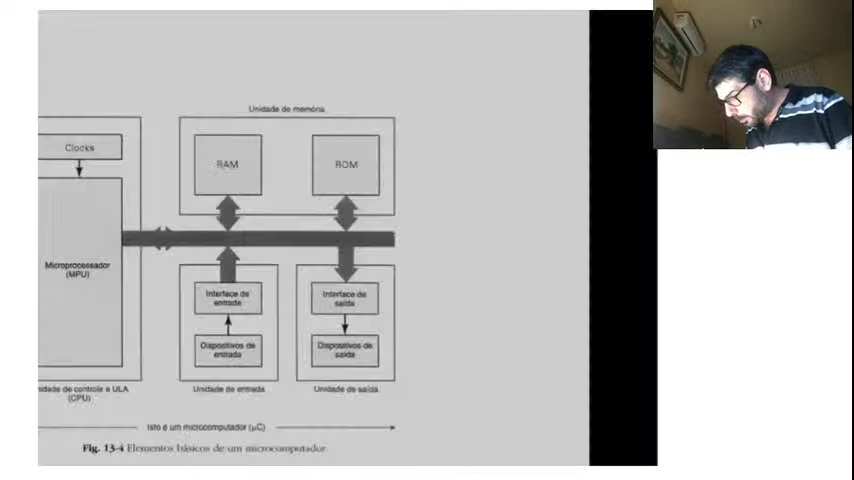 Unidade de memória
Clocks
RAM
ROM
Microprocessador
(MPU)
Interface de
entrada
Interface de
saída
Dispositivos de
entrada
Dispositivos de
saída
nidade de controle a ULA
(CPU)
Unidade de entrada
Unidade de saída
Isto é um microcomputador (μC)
Fig. 13-4 Elementos básicos de um microcomputador.